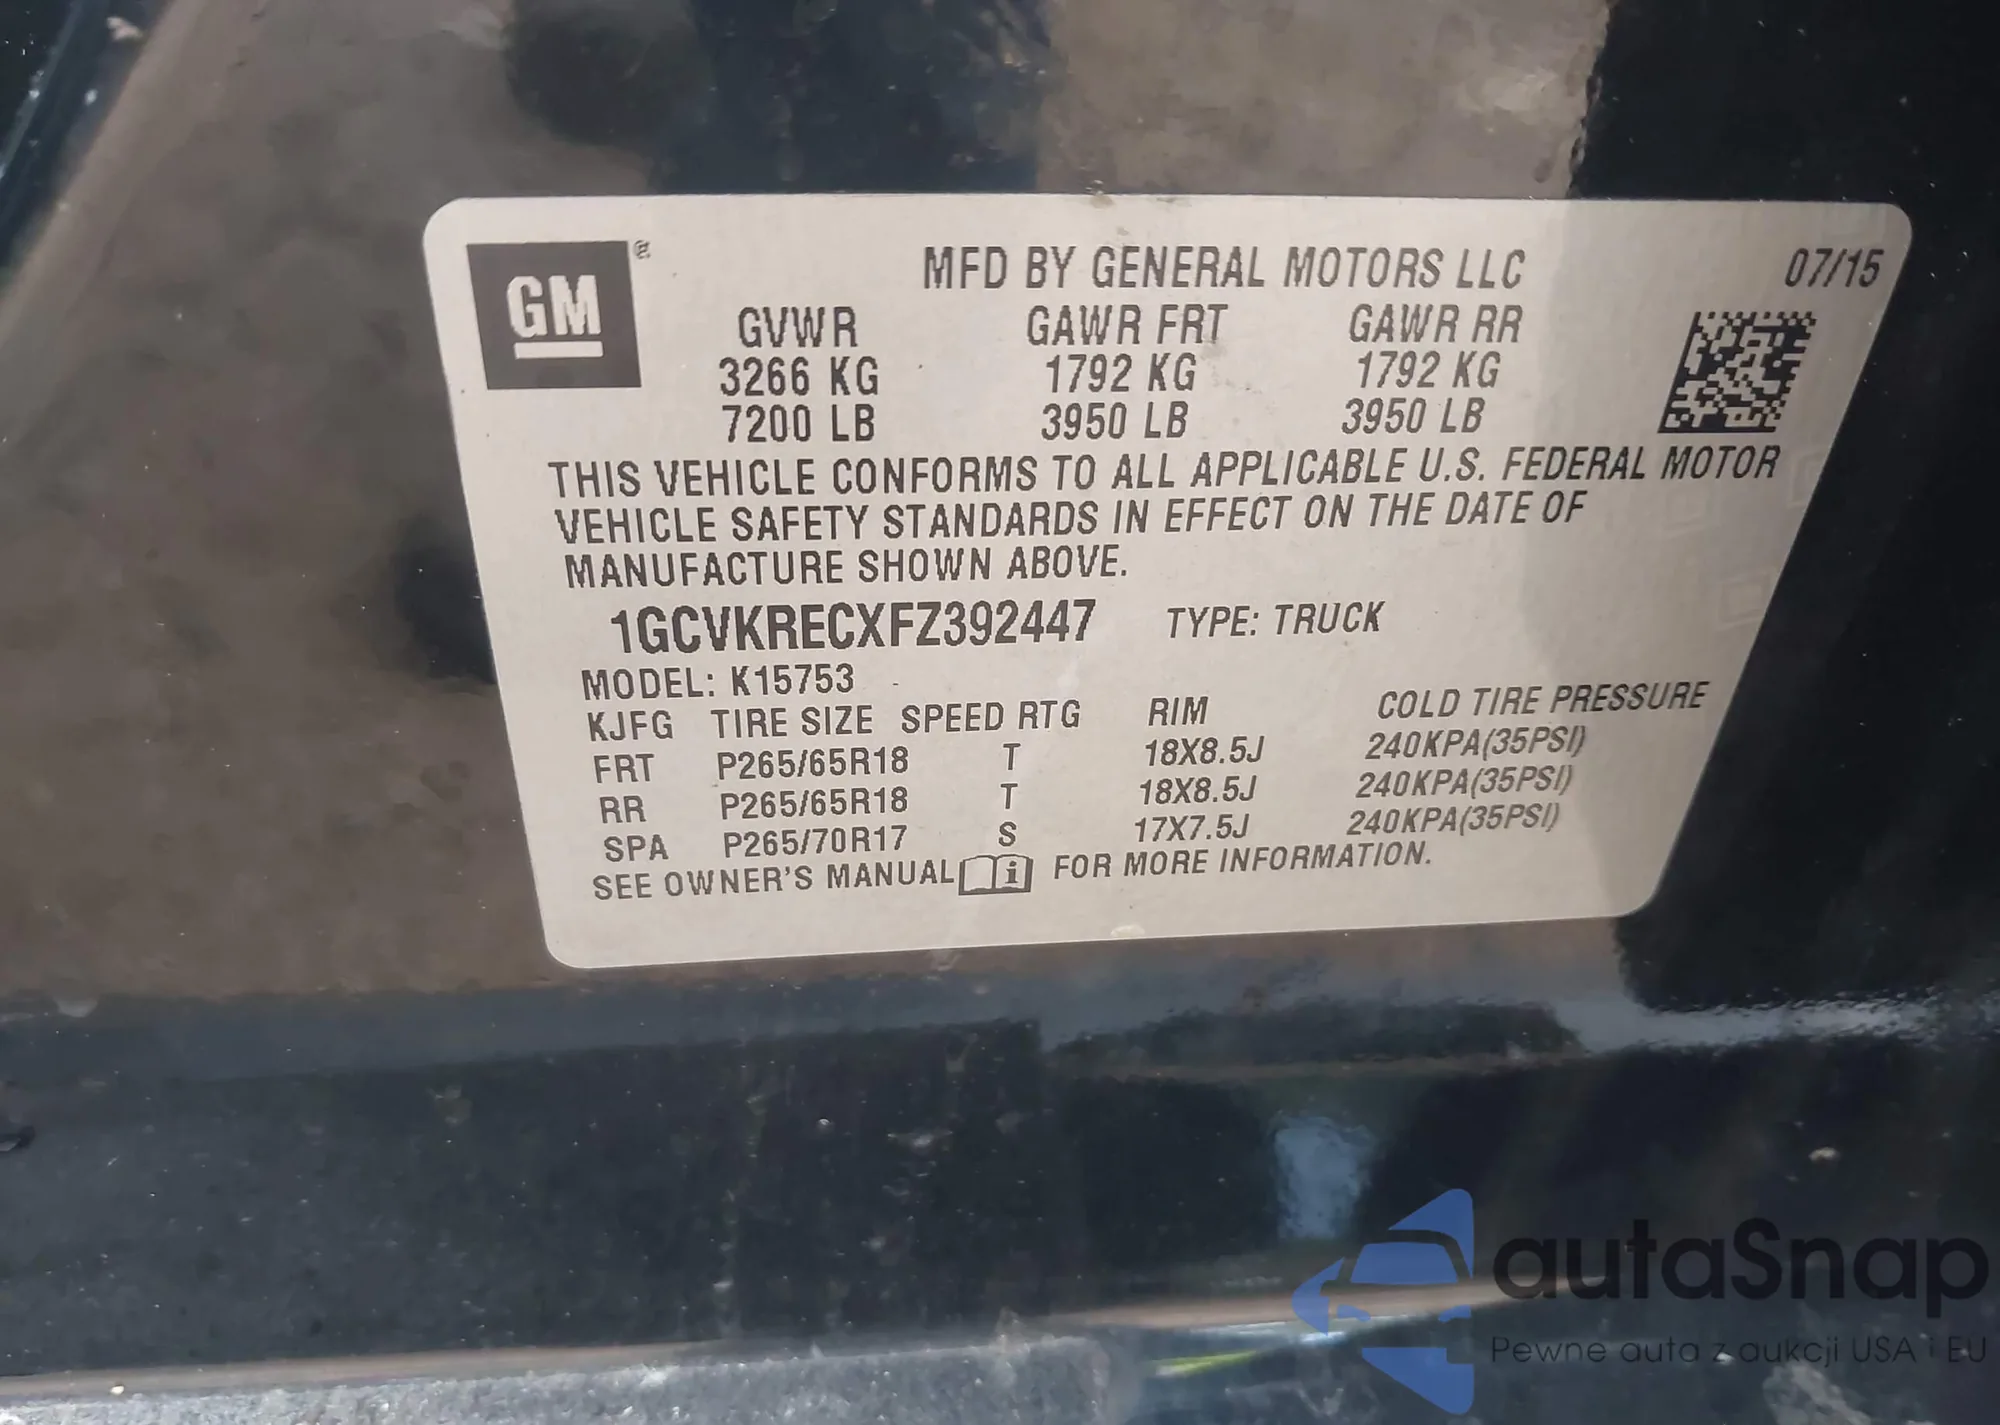 GM®
MFD BY GENERAL MOTORS LLC 07/15
GVWR GAWR FRT GAWR RR
3266 KG 1792 KG 1792 KG
7200 LB 3950 LB 3950 LB
THIS VEHICLE CONFORMS TO ALL APPLICABLE U.S. FEDERAL MOTOR
VEHICLE SAFETY STANDARDS IN EFFECT ON THE DATE OF
MANUFACTURE SHOWN ABOVE.
1GCVKRECXFZ392447 TYPE: TRUCK
MODEL: K15753
KJFG TIRE SIZE SPEED RTG RIM COLD TIRE PRESSURE
FRT P265/65R18 T 18X8.5J 240KPA(35PSI)
RR P265/65R18 T 18X8.5J 240KPA(35PSI)
SPA P265/70R17 S 17X7.5J 240KPA(35PSI)
SEE OWNER'S MANUAL i FOR MORE INFORMATION.
autaSnap
Pewne auta z aukcji USA i EU